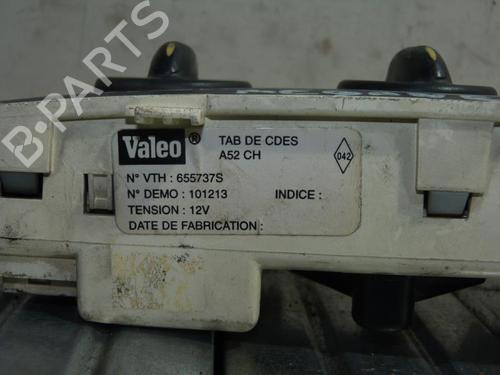 B-PARTS
Valeo® TAB DE CDES
A52 CH
042
N° VTH : 655737S
N° DEMO : 101213 INDICE :
TENSION : 12V
DATE DE FABRICATION :